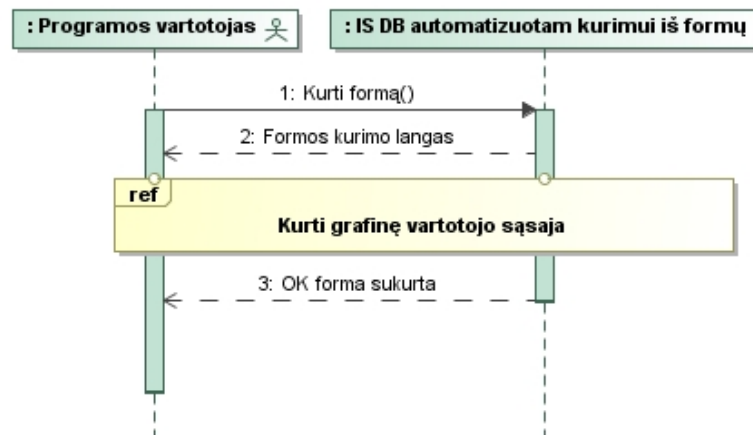 : Programos vartotojas
: IS DB automatizuotam kurimui iš formų
1: Kurti formą()
2: Formos kurimo langas
ref
Kurti grafinę vartotojo sąsaja
3: OK forma sukurta